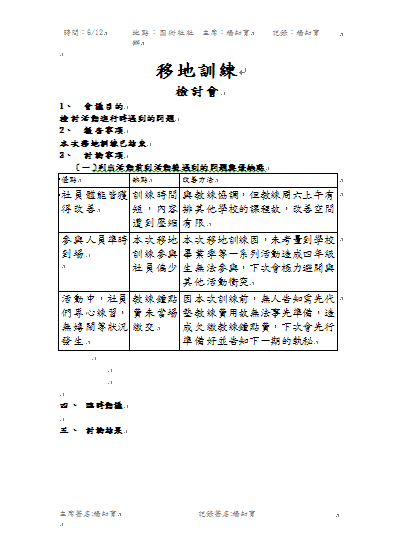 時間：6/12 地點：圍術社社 主席：楊知寰 記錄：楊知寰
辦
移地訓練
檢討會
1、 會議目的
檢討活動進行時遇到的問題
2、 報告事項
本次移地訓練已結束
3、 討論事項
(一)列出活動前到活動後遇到的問題與優缺點
優點 缺點 改善方法
社員體能皆獲 訓練時間 與教練協調，但教練周六上午有
得改善 短，內容 排其他學校的課程故，改善空間
遭到壓縮 有限
參與人員準時 本次移地 本次移地訓練因，未考量到學校
到場 訓練參與 畢業季等一系列活動造成四年級
社員偏少 生無法參與，下次會極力避開與
其他活動衝突
活動中，社員 教練鐘點 因本次訓練前，無人告知需先代
們專心練習， 費未當場 墊教練費用故無法事先準備，造
無嬉鬧等狀況 繳交 成欠繳教練鐘點費，下次會先行
發生 準備好並告知下一期的執秘
四、 臨時動議
五、 討論結果
主席簽名:楊知寰 記錄簽名:楊知寰